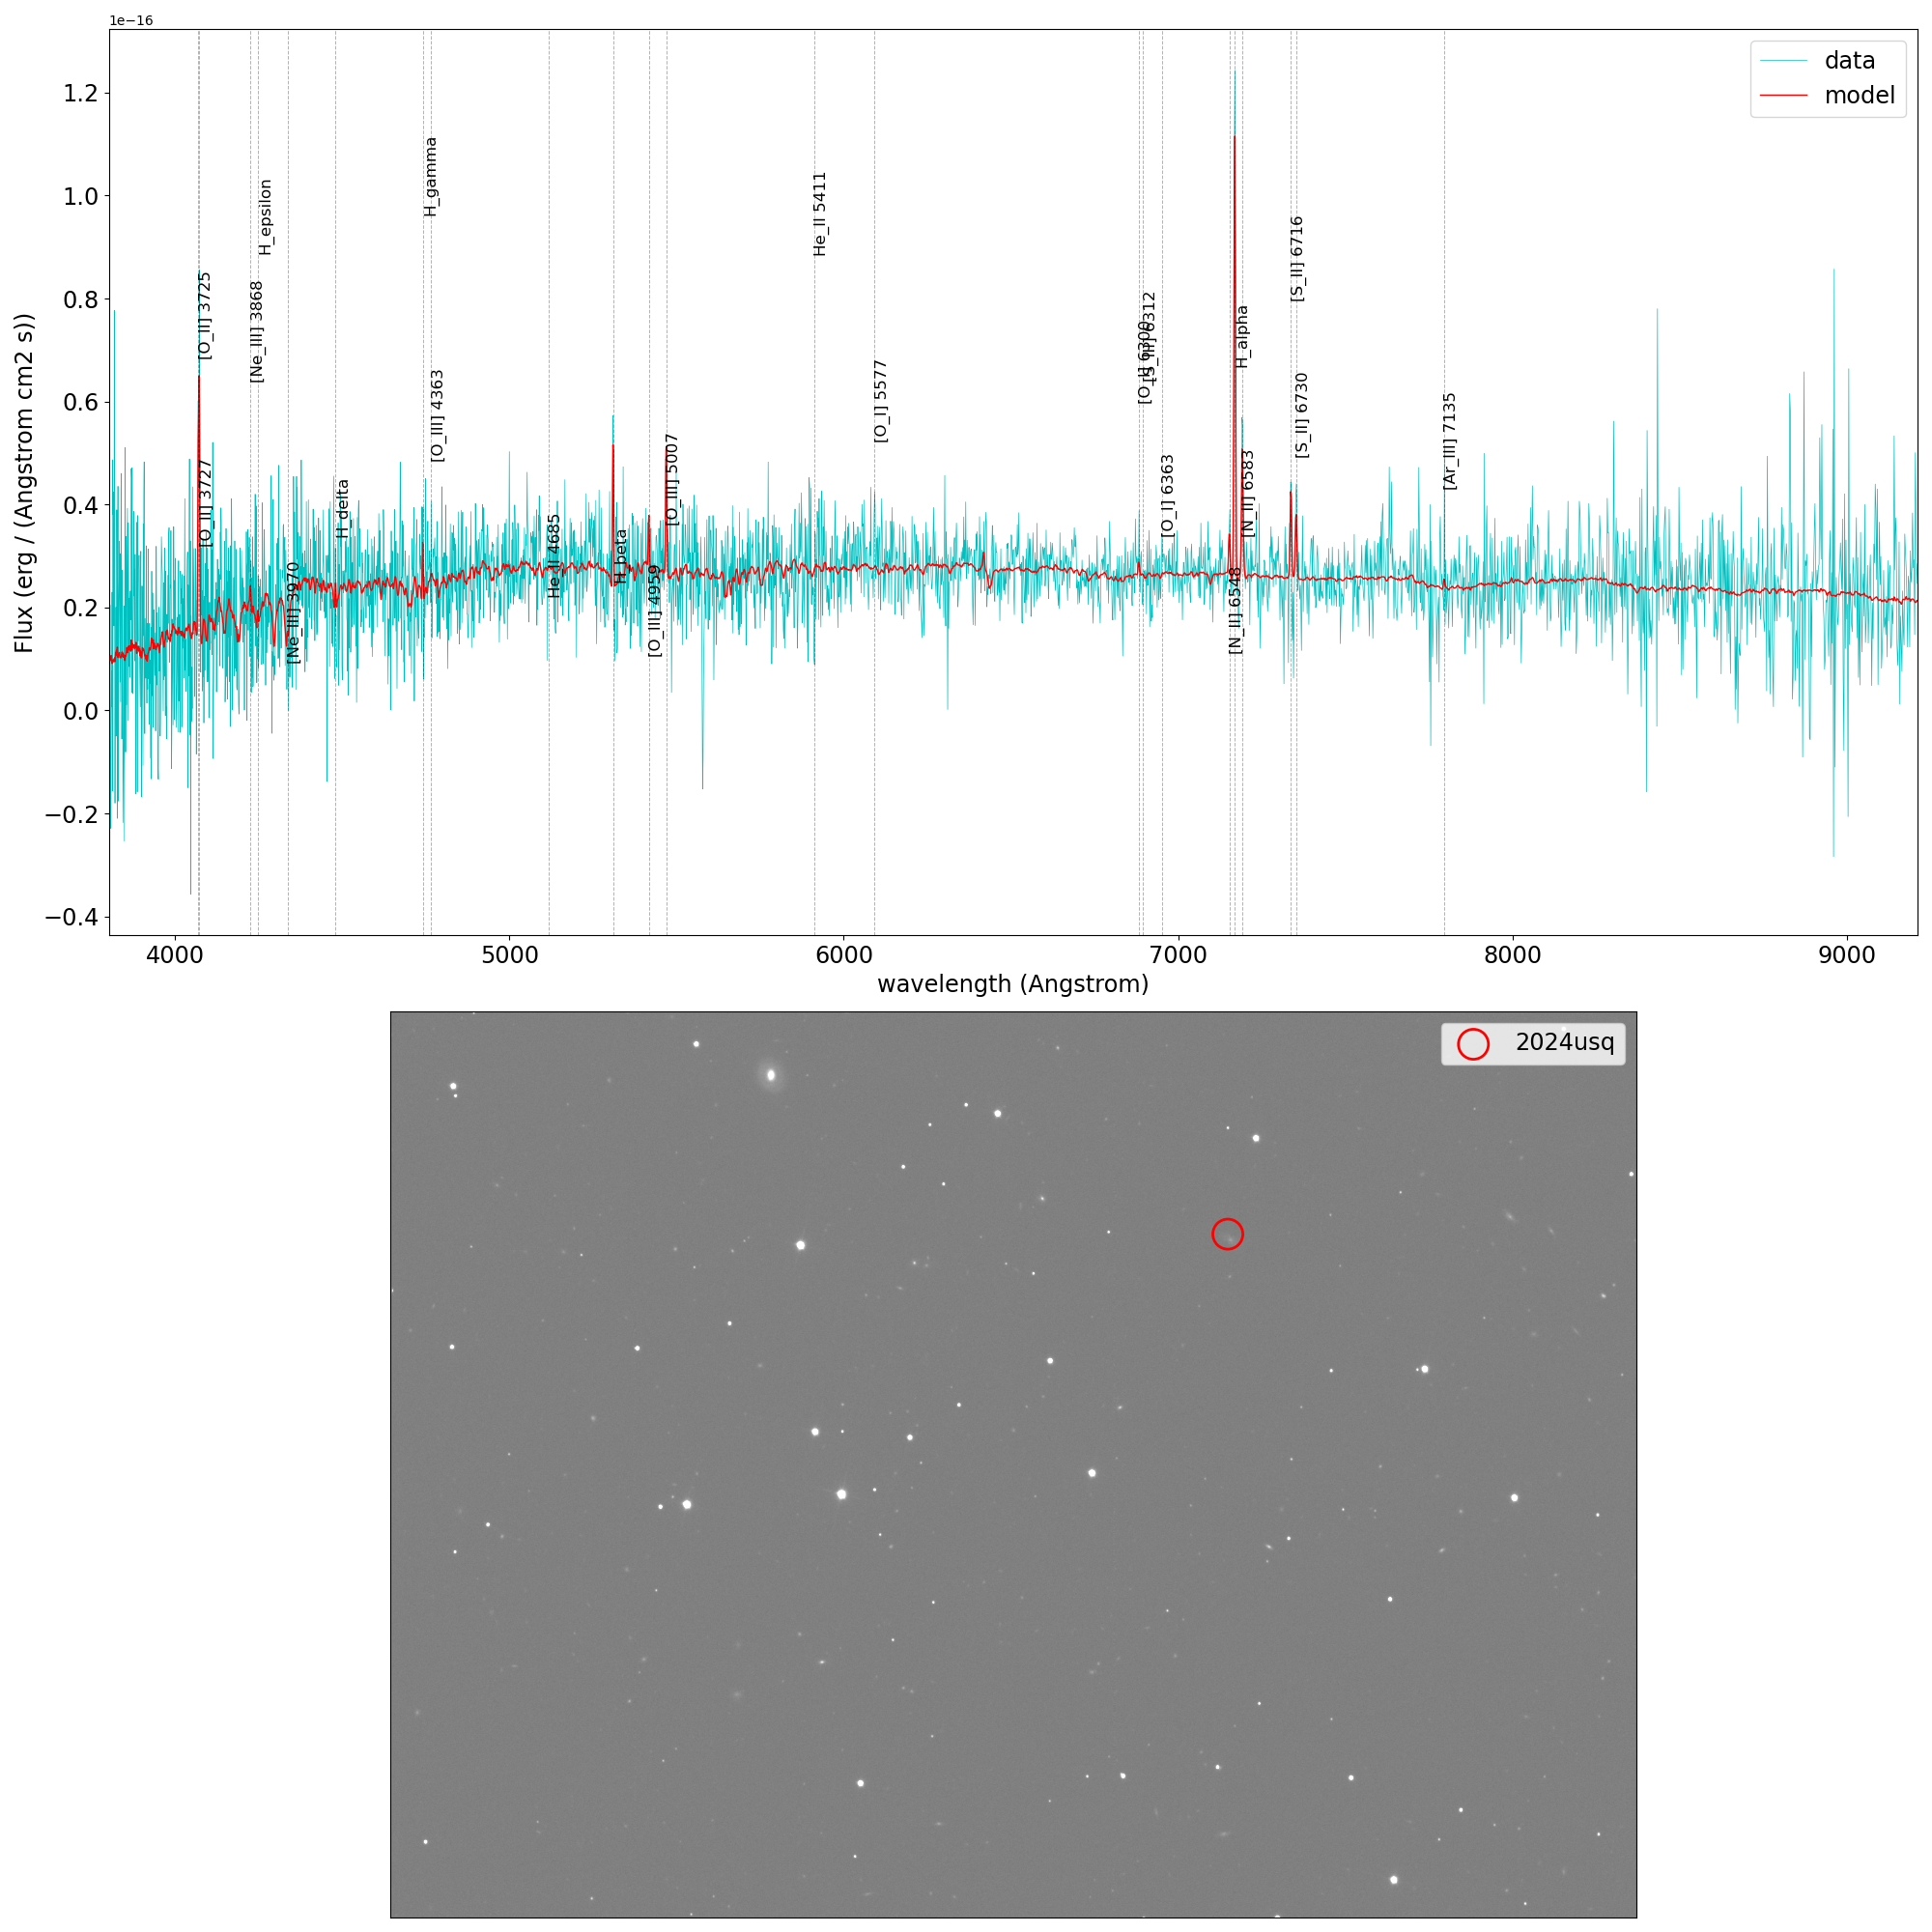 1e−16
data
model
1.2
1.0
0.8
0.6
0.4
0.2
0.0
−0.2
−0.4
Flux (erg / (Angstrom cm2 s))
[O_II] 3725
[O_II] 3727
[Ne_III] 3868
H_epsilon
[Ne_III] 3970
H_delta
H_gamma
[O_III] 4363
He_II 4685
H_beta
[O_III] 4959
[O_III] 5007
He_II 5411
[O_I] 5577
[O_I] 6300
[S_III] 6312
[O_I] 6363
[N_II] 6548
H_alpha
[N_II] 6583
[S_II] 6716
[S_II] 6730
[Ar_III] 7135
4000 5000 6000 7000 8000 9000
wavelength (Angstrom)
2024usq